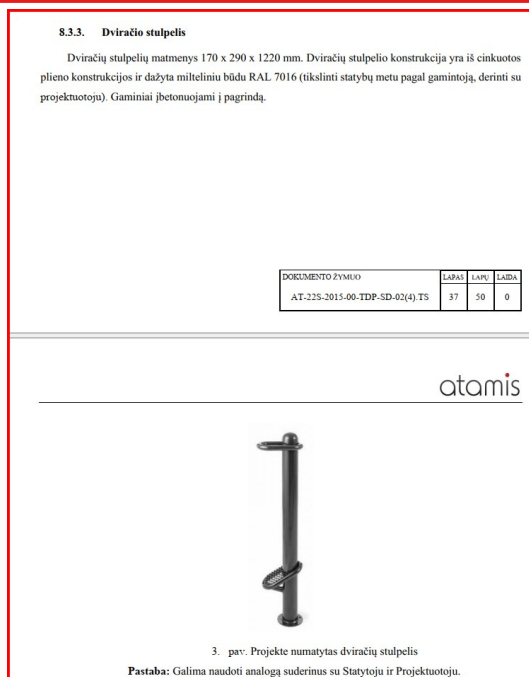 8.3.3. Dviračio stulpelis
Dviračių stulpelių matmenys 170 x 290 x 1220 mm. Dviračių stulpelio konstrukcija yra iš cinkuotos
plieno konstrukcijos ir dažyta milteliniu būdu RAL 7016 (tikslinti statybų metu pagal gamintoją, derinti su
projektuotoju). Gaminiai įbetonuojami į pagrindą.
DOKUMENTO ŽYMUO LAPAS LAPŲ LAIDA
AT-22S-2015-00-TDP-SD-02(4).TS 37 50 0
atamis
3. pav. Projekte numatytas dviračių stulpelis
Pastaba: Galima naudoti analogą suderinus su Statytoju ir Projektuotoju.